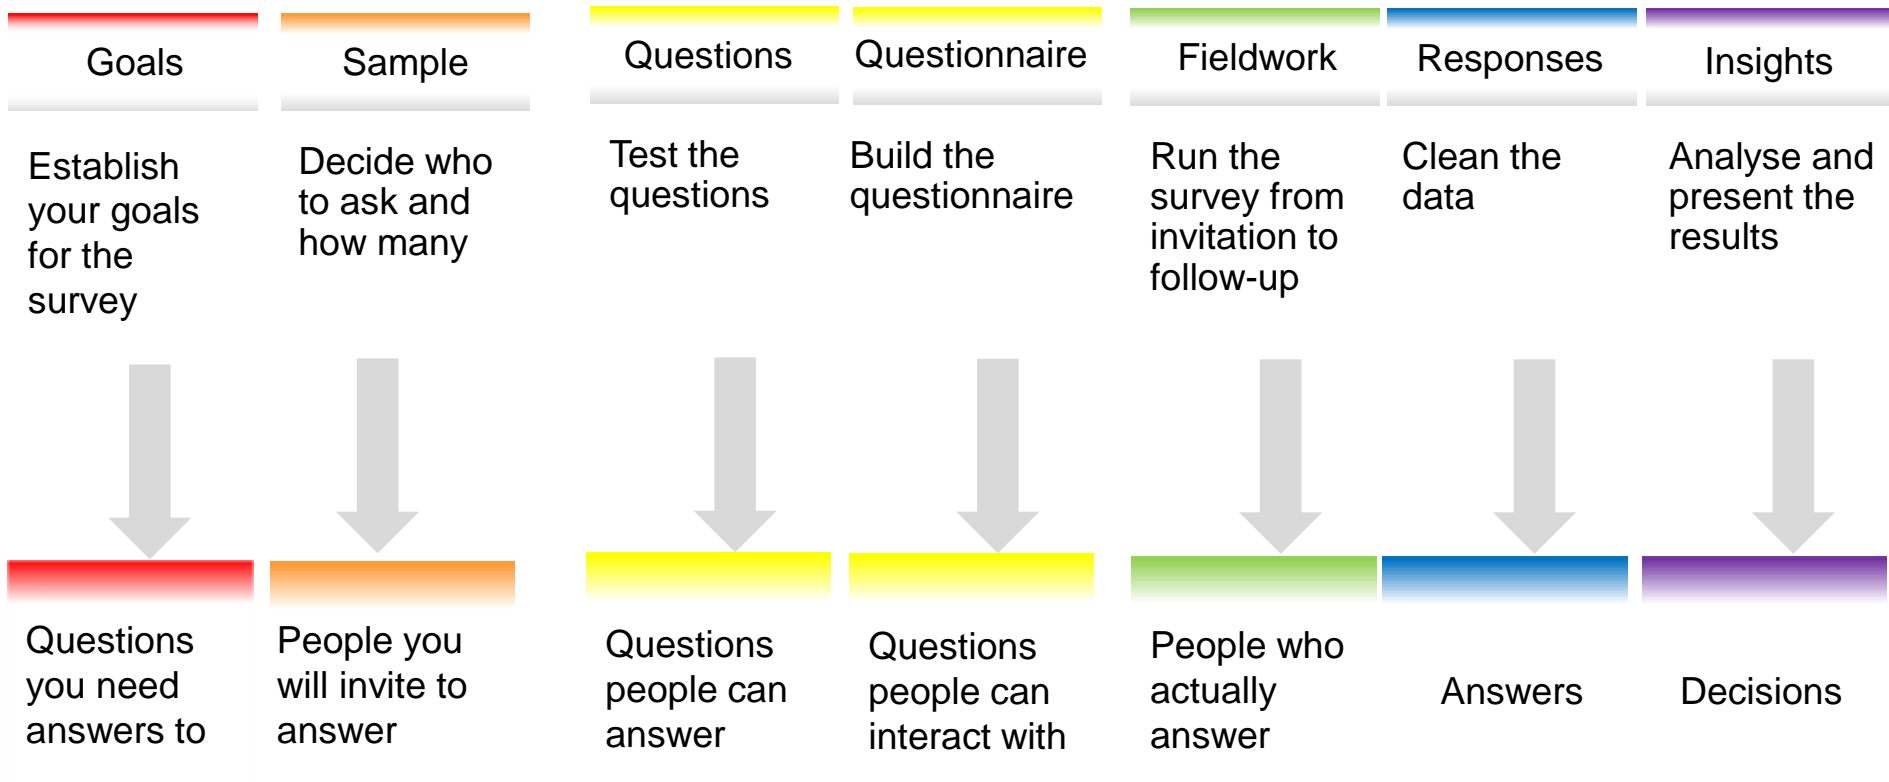 Goals
Sample
Questions
Questionnaire
Fieldwork
Responses
Insights
Establish
your goals
for the
survey
Decide who
to ask and
how many
Test the
questions
Build the
questionnaire
Run the
survey from
invitation to
follow-up
Clean the
data
Analyse and
present the
results
Questions
you need
answers to
People you
will invite to
answer
Questions
people can
answer
Questions
people can
interact with
People who
actually
answer
Answers
Decisions